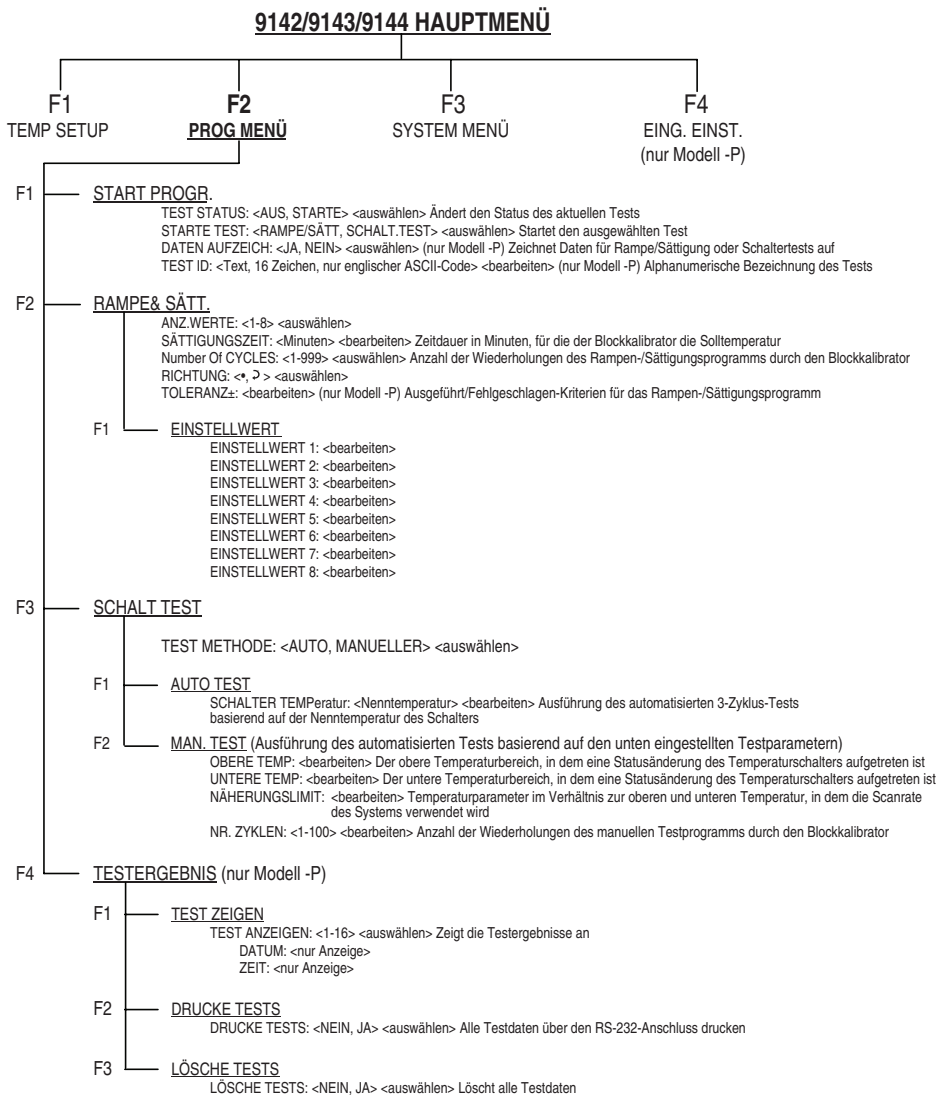 9142/9143/9144 HAUPTMENÜ
F1 F2 F3 F4
TEMP SETUP PROG MENÜ SYSTEM MENÜ EING. EINST.
(nur Modell -P)
F1 START PROGR.
TEST STATUS: <AUS, STARTE> <auswählen> Ändert den Status des aktuellen Tests
STARTE TEST: <RAMPE/SÄTT, SCHALT.TEST> <auswählen> Startet den ausgewählten Test
DATEN AUFZEICH: <JA, NEIN> <auswählen> (nur Modell -P) Zeichnet Daten für Rampe/Sättigung oder Schaltertests auf
TEST ID: <Text, 16 Zeichen, nur englischer ASCII-Code> <bearbeiten> (nur Modell -P) Alphanumerische Bezeichnung des Tests
F2 RAMPE& SÄTT.
ANZ.WERTE: <1-8> <auswählen>
SÄTTIGUNGSZEIT: <Minuten> <bearbeiten> Zeitdauer in Minuten, für die der Blockkalibrator die Solltemperatur
Number Of CYCLES: <1-999> <auswählen> Anzahl der Wiederholungen des Rampen-/Sättigungsprogramms durch den Blockkalibrator
RICHTUNG: <•, > <auswählen>
TOLERANZ±: <bearbeiten> (nur Modell -P) Ausgeführt/Fehlgeschlagen-Kriterien für das Rampen-/Sättigungsprogramm
F1 EINSTELLWERT
EINSTELLWERT 1: <bearbeiten>
EINSTELLWERT 2: <bearbeiten>
EINSTELLWERT 3: <bearbeiten>
EINSTELLWERT 4: <bearbeiten>
EINSTELLWERT 5: <bearbeiten>
EINSTELLWERT 6: <bearbeiten>
EINSTELLWERT 7: <bearbeiten>
EINSTELLWERT 8: <bearbeiten>
F3 SCHALT TEST
TEST METHODE: <AUTO, MANUELLER> <auswählen>
F1 AUTO TEST
SCHALTER TEMPeratur: <Nenntemperatur> <bearbeiten> Ausführung des automatisierten 3-Zyklus-Tests
basierend auf der Nenntemperatur des Schalters
F2 MAN. TEST (Ausführung des automatisierten Tests basierend auf den unten eingestellten Testparametern)
OBERE TEMP: <bearbeiten> Der obere Temperaturbereich, in dem eine Statusänderung des Temperaturschalters aufgetreten ist
UNTERE TEMP: <bearbeiten> Der untere Temperaturbereich, in dem eine Statusänderung des Temperaturschalters aufgetreten ist
NÄHERUNGSLIMIT: <bearbeiten> Temperaturparameter im Verhältnis zur oberen und unteren Temperatur, in dem die Scanrate
des Systems verwendet wird
NR. ZYKLEN: <1-100> <bearbeiten> Anzahl der Wiederholungen des manuellen Testprogramms durch den Blockkalibrator
F4 TESTERGEBNIS (nur Modell -P)
F1 TEST ZEIGEN
TEST ANZEIGEN: <1-16> <auswählen> Zeigt die Testergebnisse an
DATUM: <nur Anzeige>
ZEIT: <nur Anzeige>
F2 DRUCKE TESTS
DRUCKE TESTS: <NEIN, JA> <auswählen> Alle Testdaten über den RS-232-Anschluss drucken
F3 LÖSCHE TESTS
LÖSCHE TESTS: <NEIN, JA> <auswählen> Löscht alle Testdaten